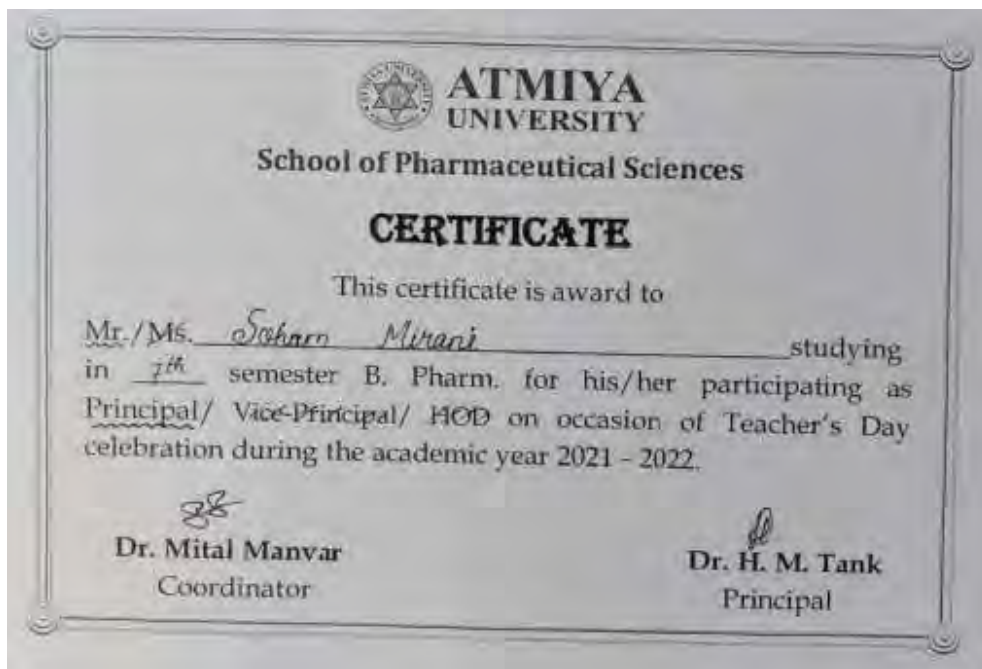 ATMIYA
UNIVERSITY
School of Pharmaceutical Sciences
CERTIFICATE
This certificate is award to
Mr./Ms. Soham Mirani studying
in 7th semester B. Pharm. for his/her participating as
Principal/ Vice-Principal/ HOD on occasion of Teacher's Day
celebration during the academic year 2021 - 2022.
Dr. Mital Manvar
Coordinator
Dr. H. M. Tank
Principal